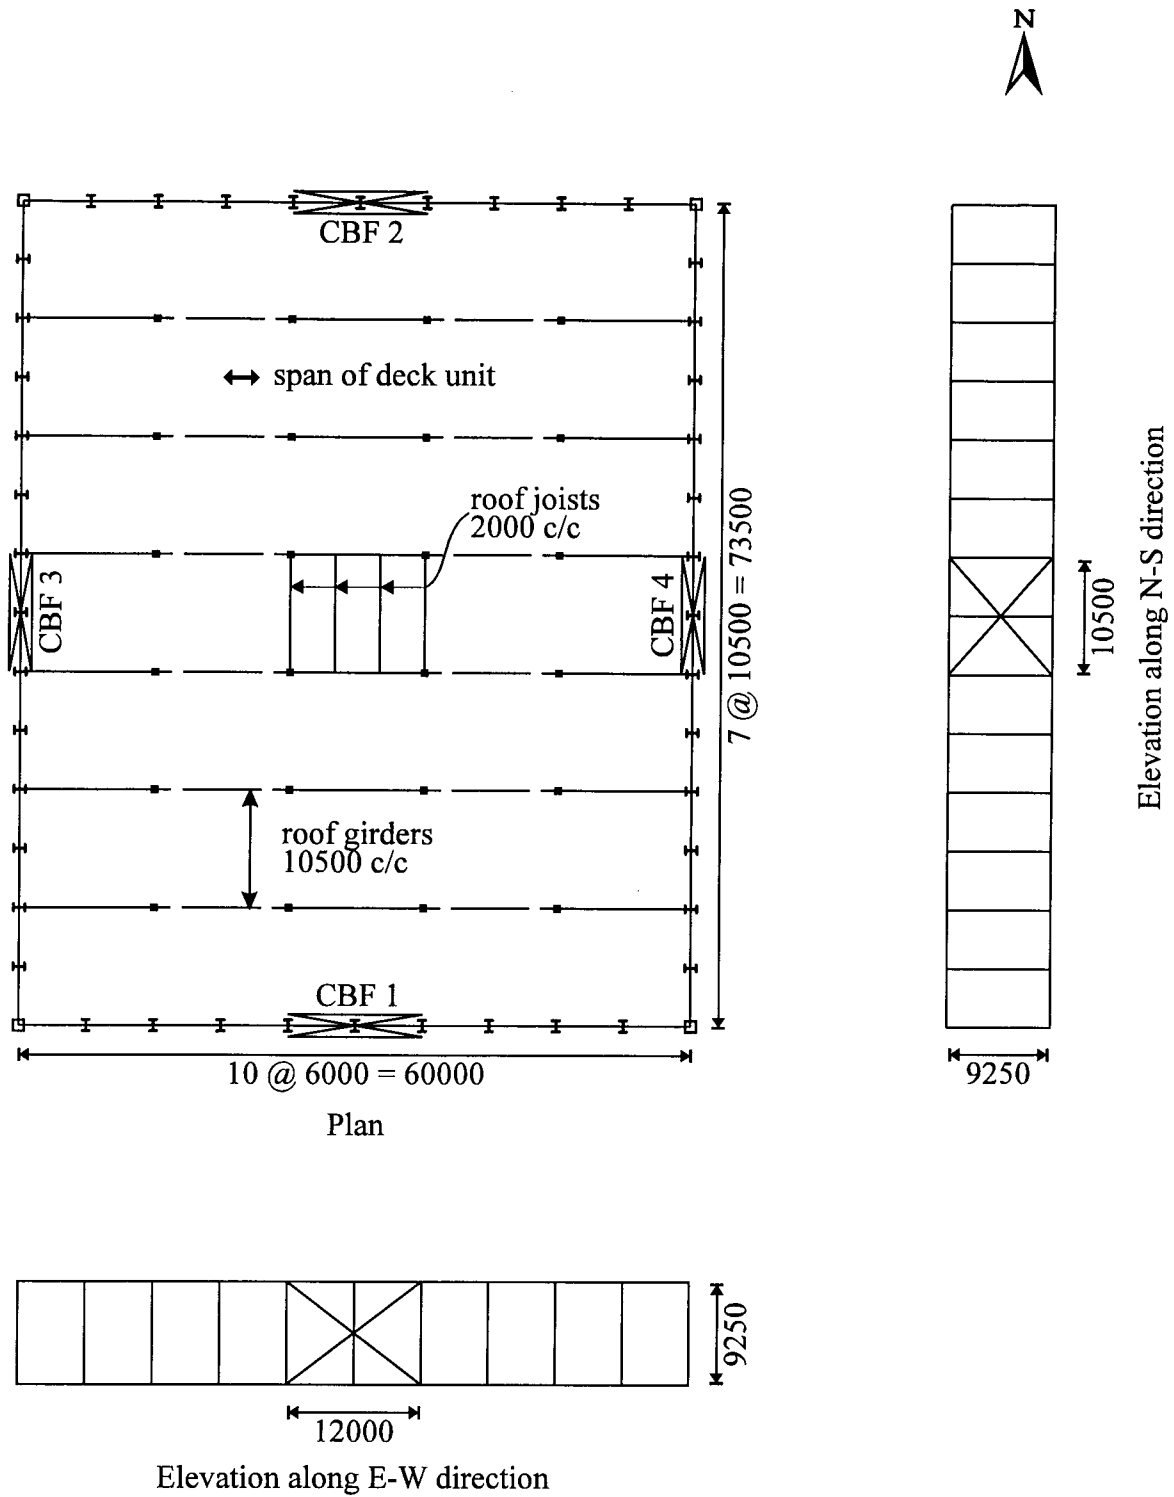 N
CBF 2
span of deck unit
roof joists
2000 c/c
CBF 3
CBF 4
7 @ 10500 = 73500
10500
Elevation along N-S direction
roof girders
10500 c/c
CBF 1
10 @ 6000 = 60000
9250
Plan
9250
12000
Elevation along E-W direction